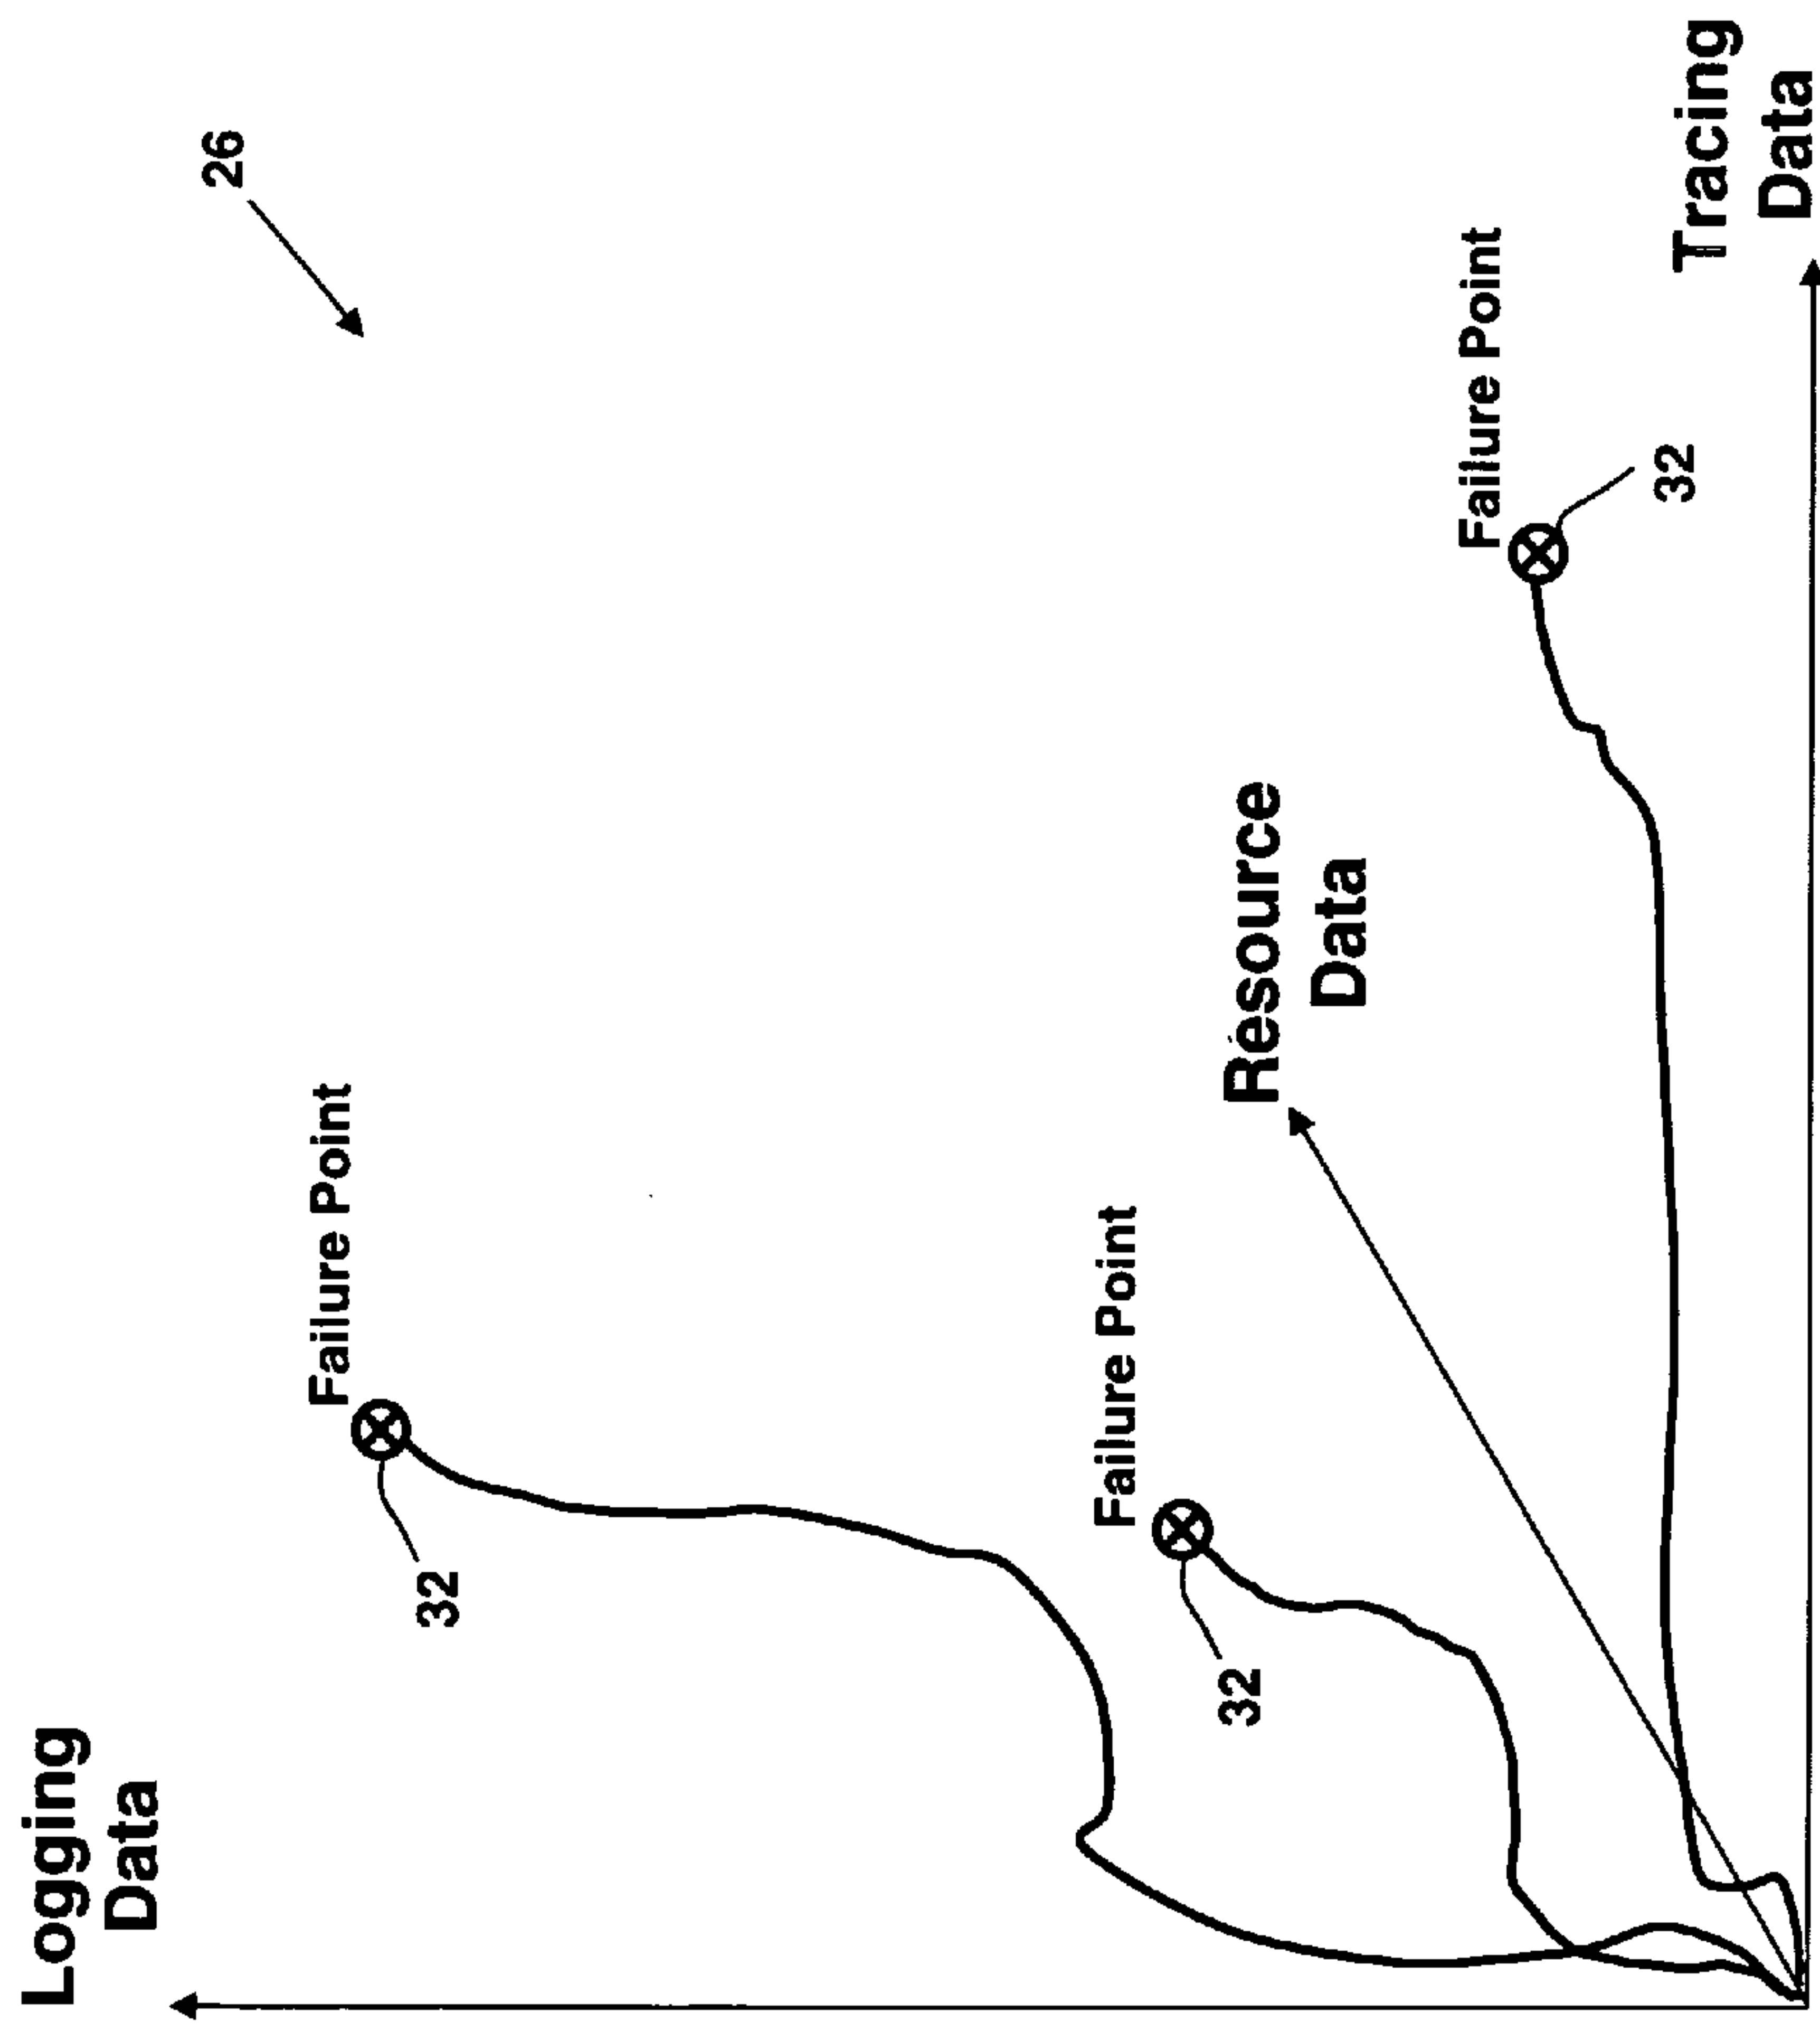 Logging
Data
26
Failure Point
32
Failure Point
32
Resource
Data
Failure Point
32
Tracing
Data